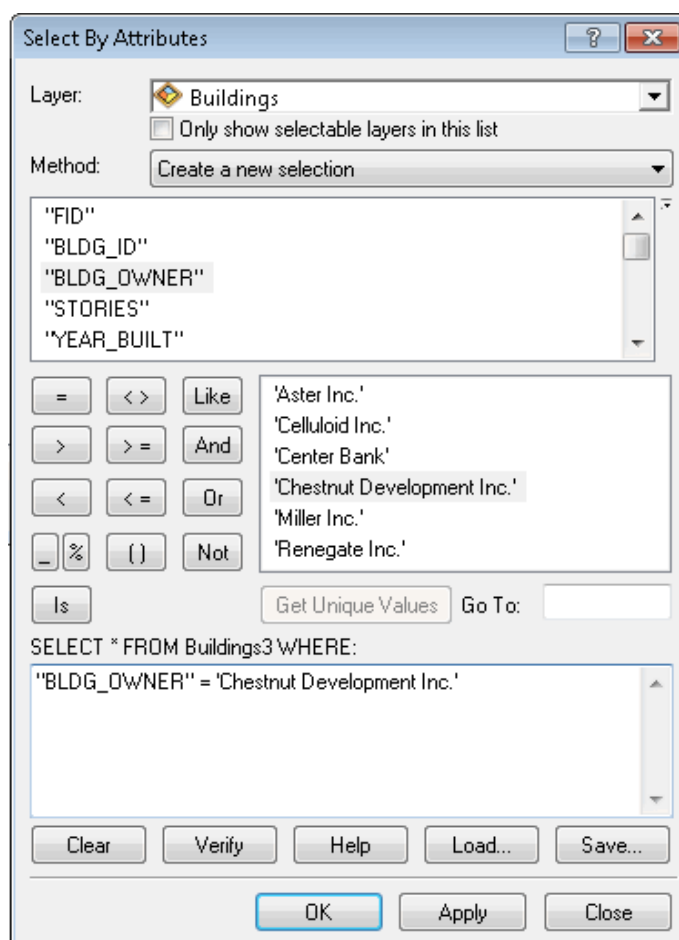 Select By Attributes
Layer: Buildings
Only show selectable layers in this list
Method: Create a new selection
"FID"
"BLDG_ID"
"BLDG_OWNER"
"STORIES"
"YEAR_BUILT"
= < > Like
> > = And
< < = Or
_ % ( ) Not
Is
'Aster Inc.'
'Celluloid Inc.'
'Center Bank'
'Chestnut Development Inc.'
'Miller Inc.'
'Renegate Inc.'
Get Unique Values Go To:
SELECT * FROM Buildings3 WHERE:
"BLDG_OWNER" = 'Chestnut Development Inc.'
Clear Verify Help Load... Save...
OK Apply Close